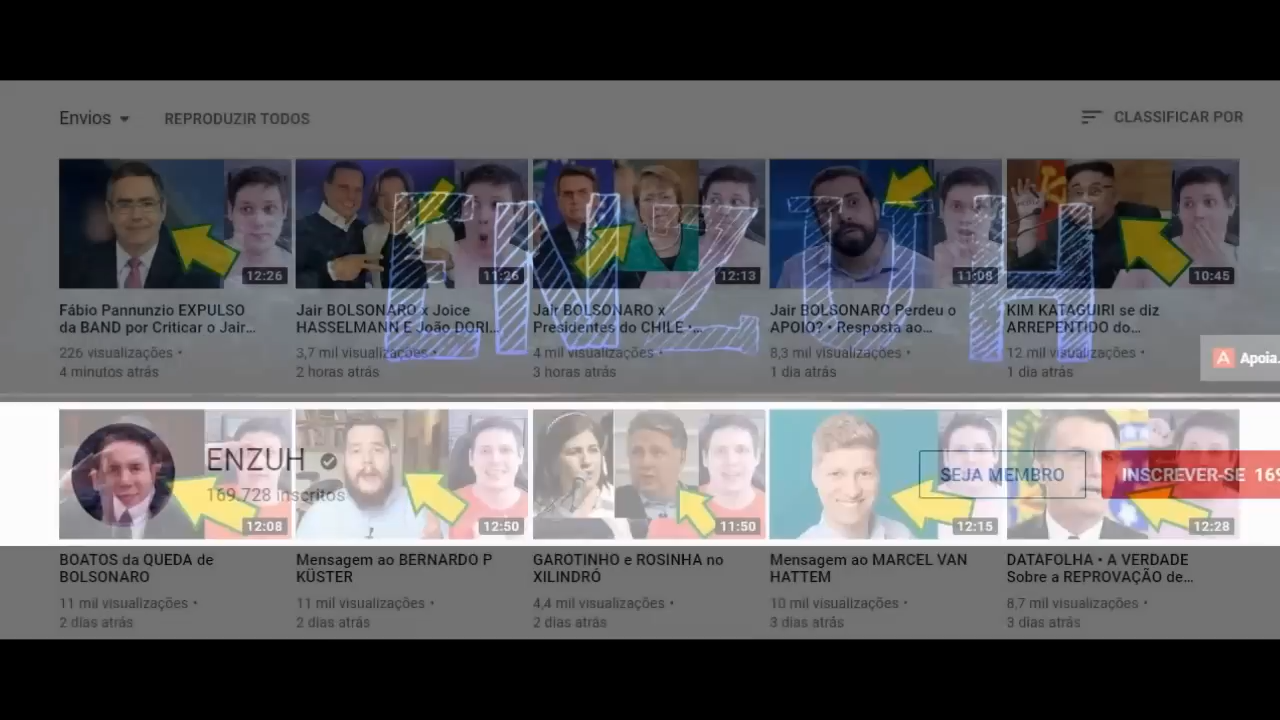 Envios
REPRODUZIR TODOS
CLASSIFICAR POR
ENZUH
12:26
11:26
12:13
11:08
10:45
Fábio Pannunzio EXPULSO
da BAND por Criticar o Jair...
226 visualizações •
4 minutos atrás
Jair BOLSONARO x Joice
HASSELMANN E João DORI...
3,7 mil visualizações •
2 horas atrás
Jair BOLSONARO x
Presidentes do CHILE •...
4 mil visualizações •
3 horas atrás
Jair BOLSONARO Perdeu o
APOIO? • Resposta ao...
8,3 mil visualizações •
1 dia atrás
KIM KATAGUIRI se diz
ARREPENTIDO do...
12 mil visualizações •
1 dia atrás
Apoia.
ENZUH
169.728 inscritos
SEJA MEMBRO
INSCREVER-SE 169
12:08
12:50
11:50
12:15
12:28
BOATOS da QUEDA de
BOLSONARO
11 mil visualizações •
2 dias atrás
Mensagem ao BERNARDO P
KÜSTER
11 mil visualizações •
2 dias atrás
GAROTINHO e ROSINHA no
XILINDRÓ
4,4 mil visualizações •
2 dias atrás
Mensagem ao MARCEL VAN
HATTEM
10 mil visualizações •
3 dias atrás
DATAFOLHA • A VERDADE
Sobre a REPROVAÇÃO de...
8,7 mil visualizações •
3 dias atrás